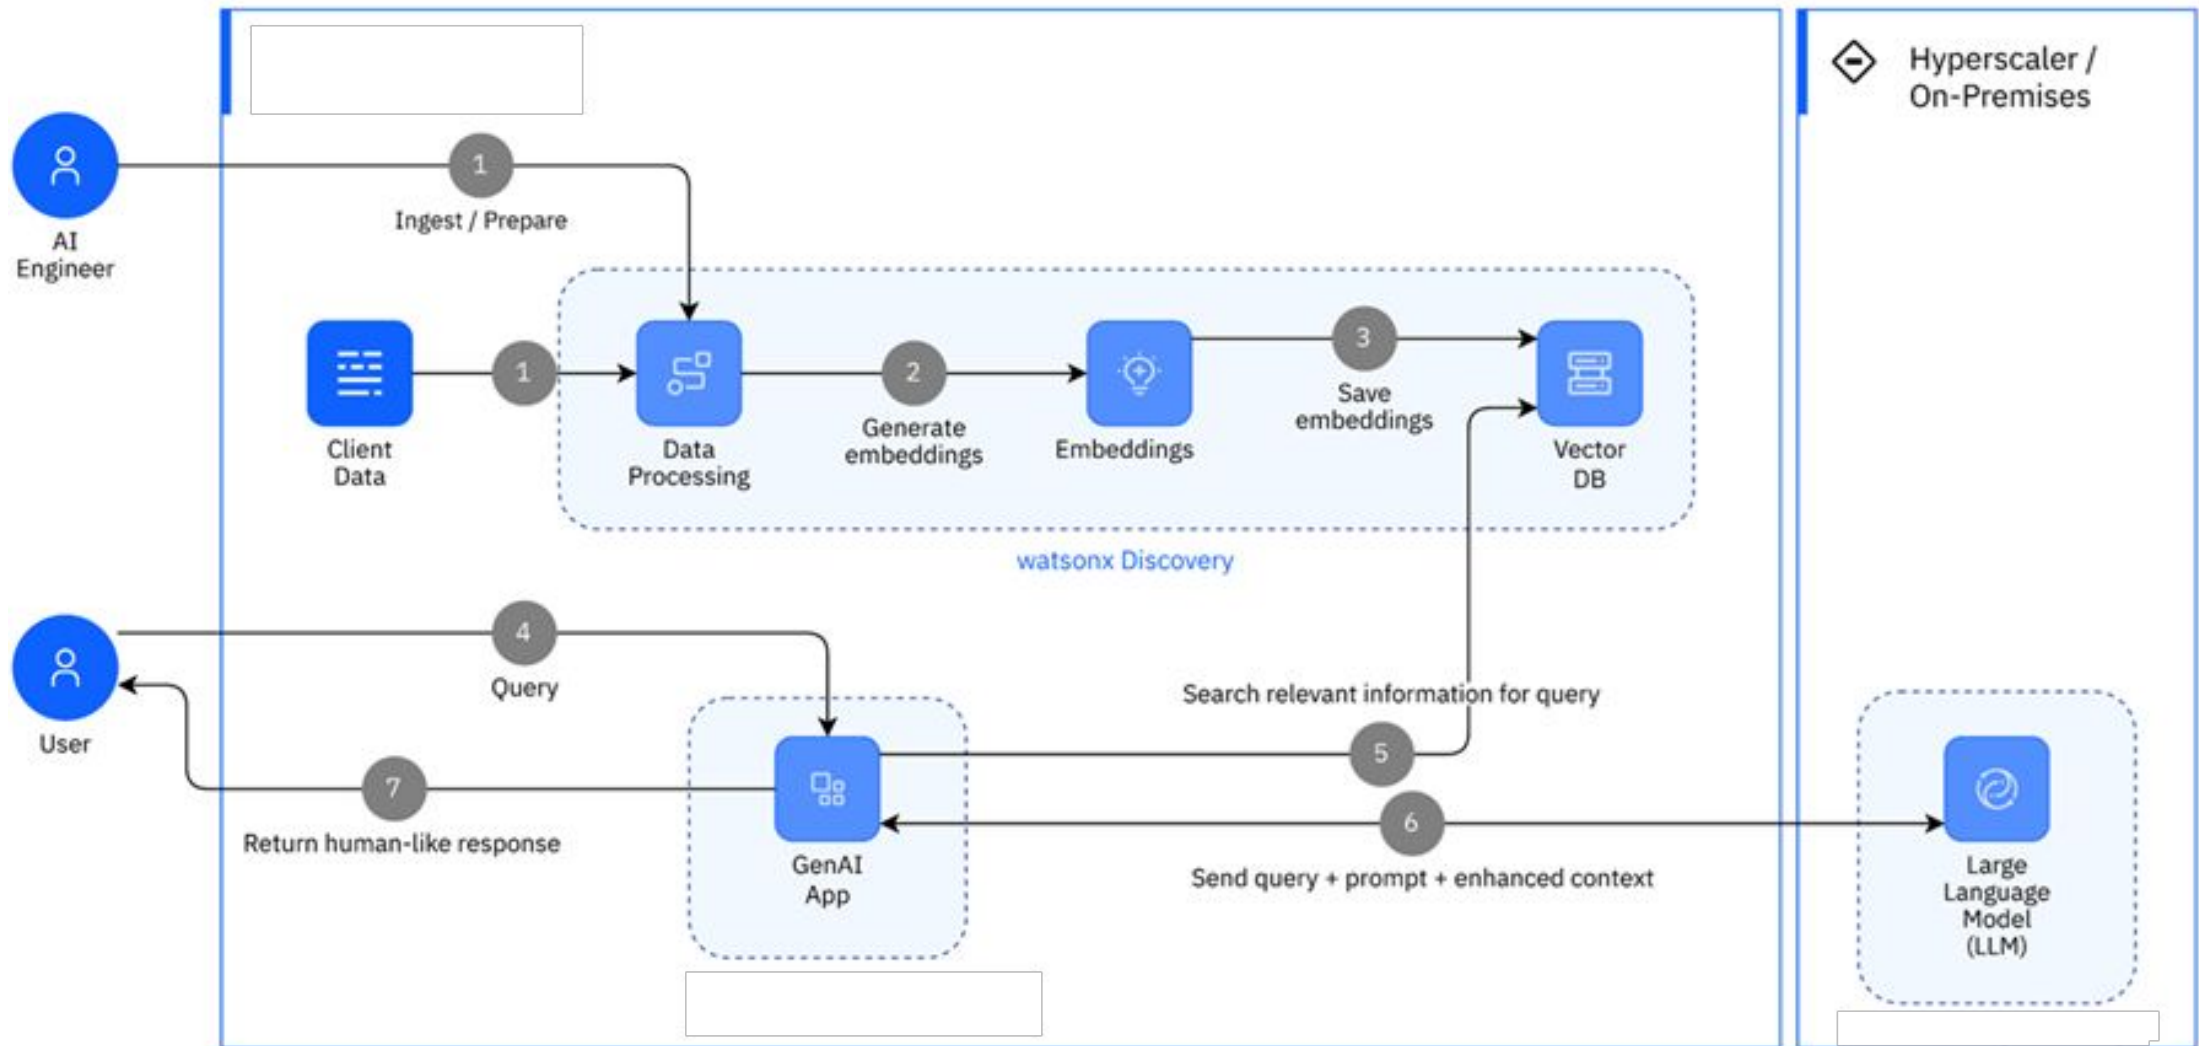 Hyperscaler /
On-Premises
1
Ingest / Prepare
AI
Engineer
1
2
3
Client
Data
Data
Processing
Generate
embeddings
Embeddings
Save
embeddings
Vector
DB
watsonx Discovery
4
Query
User
Search relevant information for query
5
7
Return human-like response
6
Send query + prompt + enhanced context
GenAI
App
Large
Language
Model
(LLM)